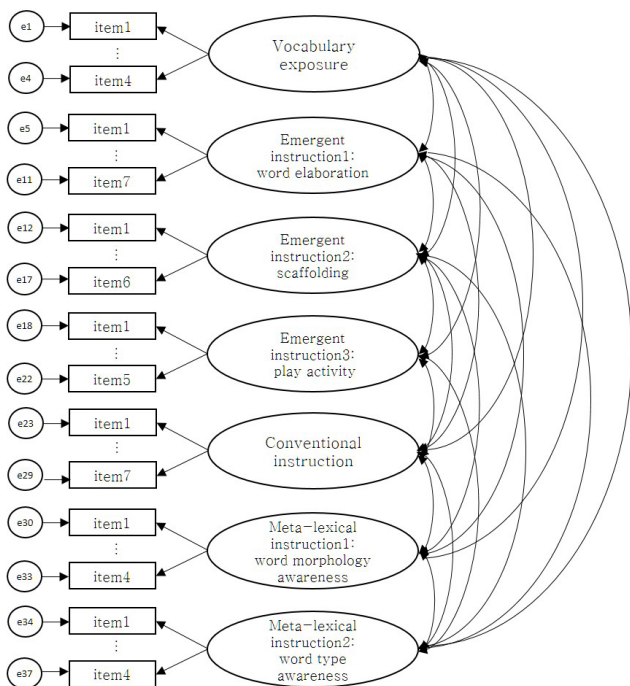 e1
item1
Vocabulary
exposure
⋮
e4
item4
e5
item1
Emergent
instruction1:
word elaboration
⋮
e11
item7
e12
item1
Emergent
instruction2:
scaffolding
⋮
e17
item6
e18
item1
Emergent
instruction3:
play activity
⋮
e22
item5
e23
item1
Conventional
instruction
⋮
e29
item7
e30
item1
Meta-lexical
instruction1:
word morphology
awareness
⋮
e33
item4
e34
item1
Meta-lexical
instruction2:
word type
awareness
⋮
e37
item4